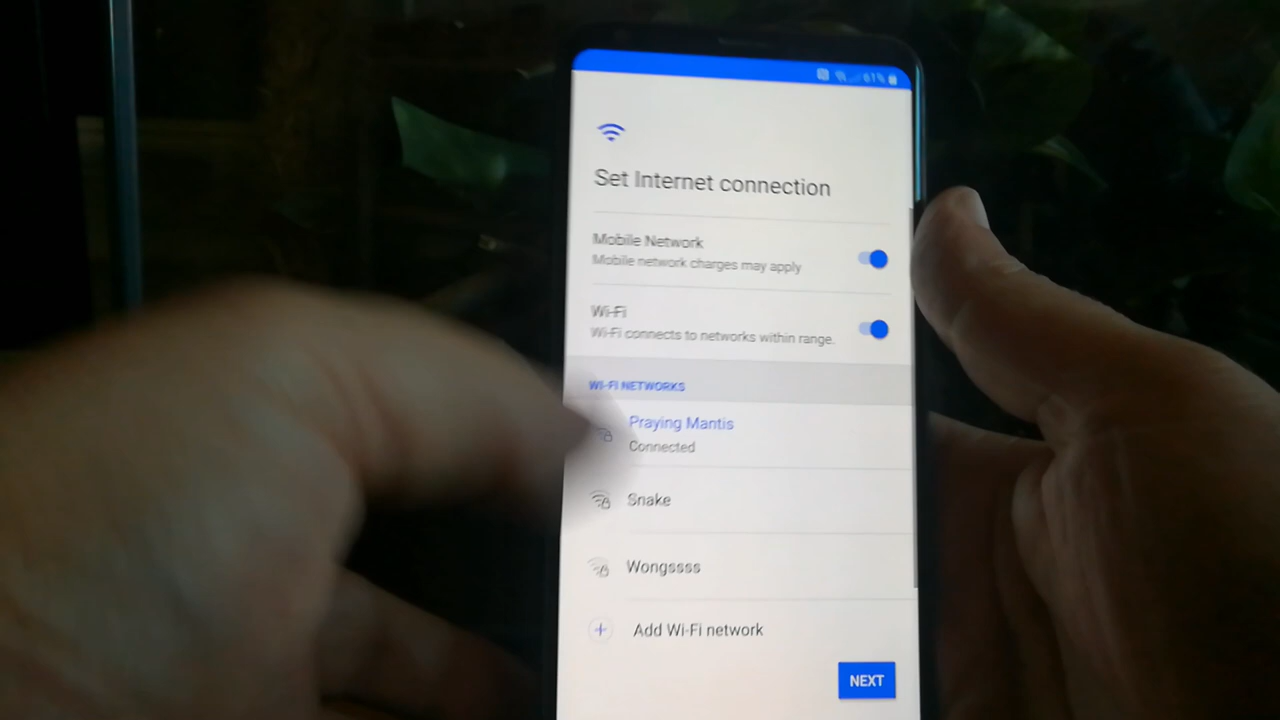 61%
Set Internet connection
Mobile Network
Mobile network charges may apply
Wi-Fi
Wi-Fi connects to networks within range.
WI-FI NETWORKS
Praying Mantis
Connected
Snake
Wongssss
Add Wi-Fi network
NEXT